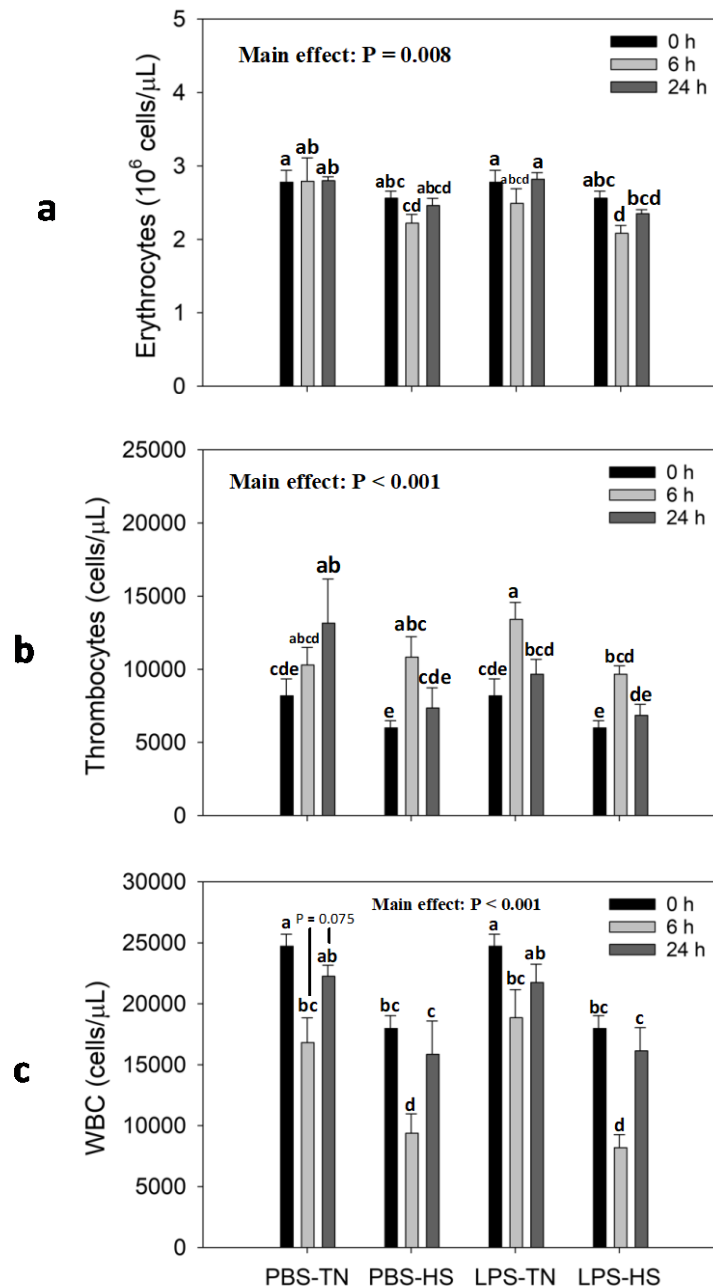 a
Erythrocytes (10⁶ cells/μL)
5
4
3
2
1
0
Main effect: P = 0.008
0 h
6 h
24 h
a ab ab abc cd abcd a abcd a abc d bcd
b
Thrombocytes (cells/μL)
25000
20000
15000
10000
5000
0
Main effect: P < 0.001
0 h
6 h
24 h
cde abcd ab e abc cde cde a bcd e bcd de
c
WBC (cells/μL)
30000
25000
20000
15000
10000
5000
0
Main effect: P < 0.001
0 h
6 h
24 h
P = 0.075
a bc ab bc d c a bc ab bc d c
PBS-TN PBS-HS LPS-TN LPS-HS